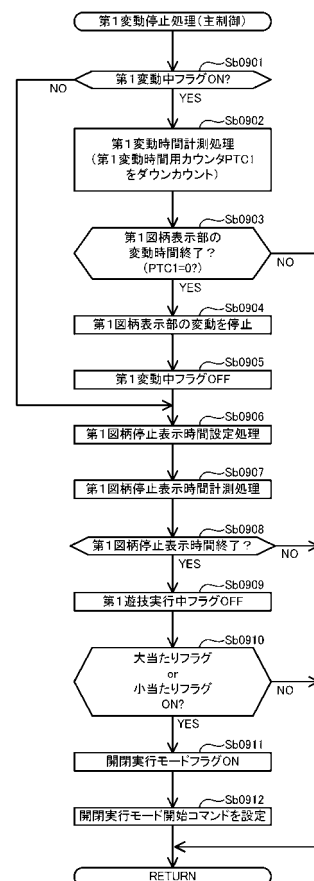 第1変動停止処理(主制御)
Sb0901
第1変動中フラグON?
NO
YES
Sb0902
第1変動時間計測処理
(第1変動時間用カウンタPTC1
をダウンカウント)
Sb0903
第1図柄表示部の
変動時間終了？
(PTC1=0?)
NO
YES
Sb0904
第1図柄表示部の変動を停止
Sb0905
第1変動中フラグOFF
Sb0906
第1図柄停止表示時間設定処理
Sb0907
第1図柄停止表示時間計測処理
Sb0908
第1図柄停止表示時間終了？
NO
YES
Sb0909
第1遊技実行中フラグOFF
Sb0910
大当たりフラグ
or
小当たりフラグ
ON?
NO
YES
Sb0911
開閉実行モードフラグON
Sb0912
開閉実行モード開始コマンドを設定
RETURN